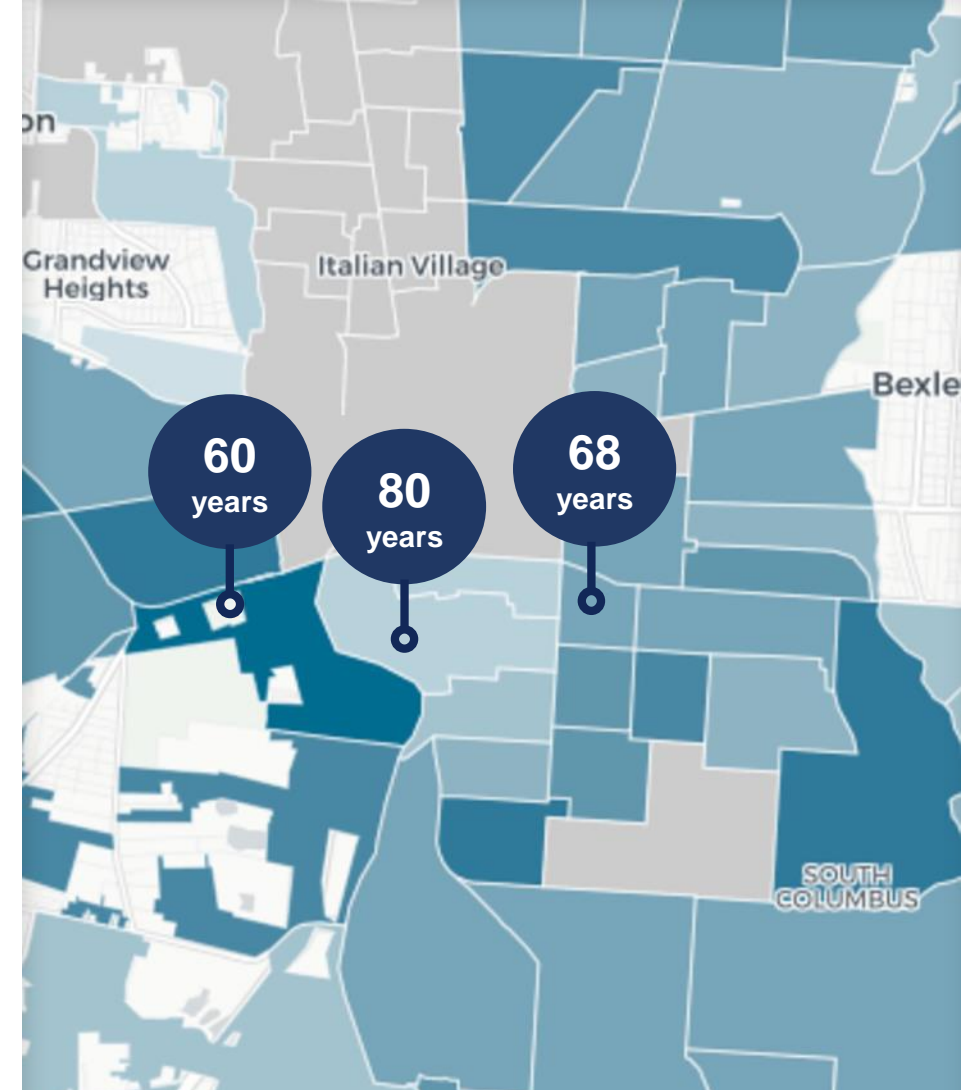 on
Grandview
Heights
Italian Village
Bexle
60
years
80
years
68
years
SOUTH
COLUMBUS